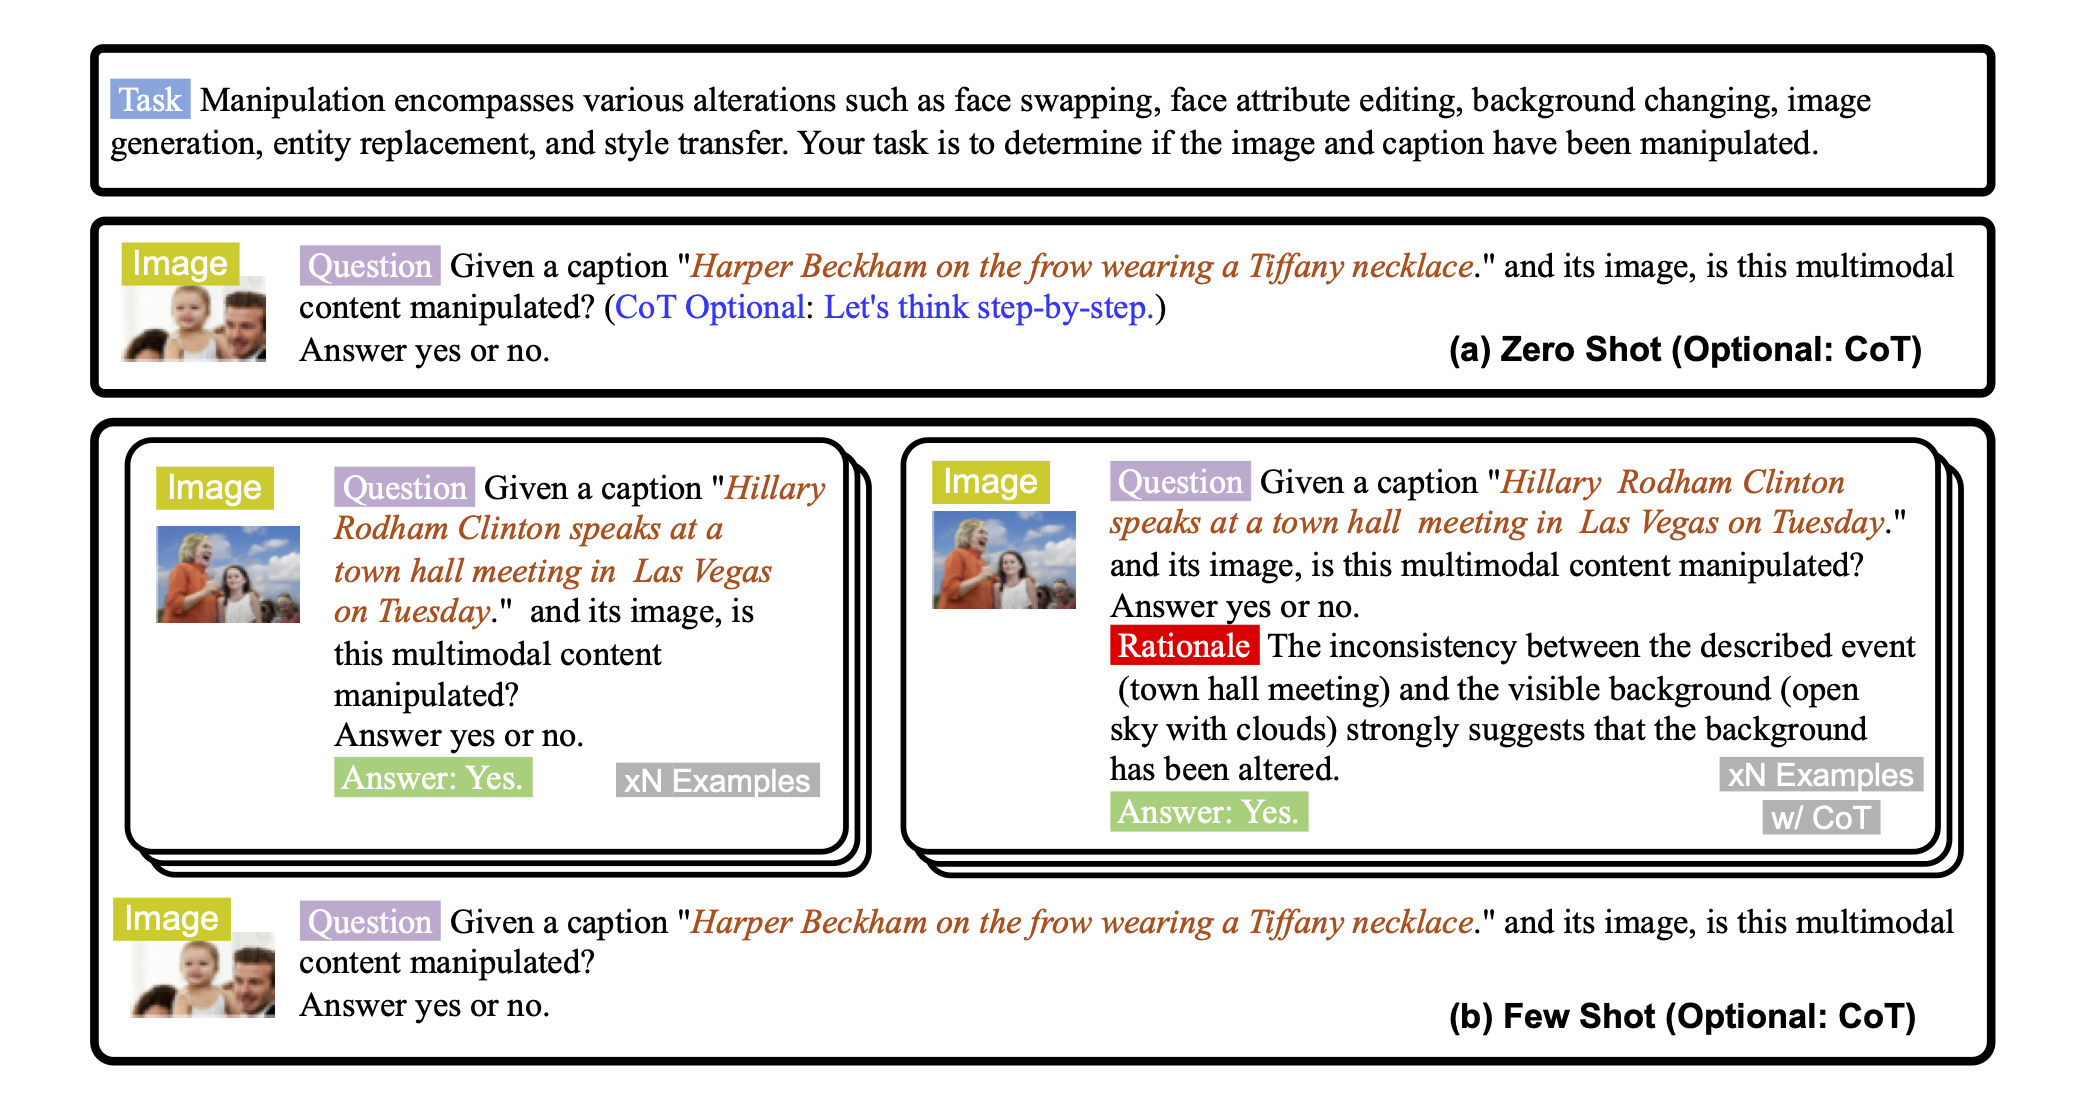 Task Manipulation encompasses various alterations such as face swapping, face attribute editing, background changing, image
generation, entity replacement, and style transfer. Your task is to determine if the image and caption have been manipulated.
Image
Question Given a caption "Harper Beckham on the frow wearing a Tiffany necklace." and its image, is this multimodal
content manipulated? (CoT Optional: Let's think step-by-step.)
Answer yes or no.
(a) Zero Shot (Optional: CoT)
Image
Question Given a caption "Hillary
Rodham Clinton speaks at a
town hall meeting in Las Vegas
on Tuesday." and its image, is
this multimodal content
manipulated?
Answer yes or no.
Answer: Yes.
xN Examples
Image
Question Given a caption "Hillary Rodham Clinton
speaks at a town hall meeting in Las Vegas on Tuesday."
and its image, is this multimodal content manipulated?
Answer yes or no.
Rationale The inconsistency between the described event
(town hall meeting) and the visible background (open
sky with clouds) strongly suggests that the background
has been altered.
Answer: Yes.
xN Examples
w/ CoT
Image
Question Given a caption "Harper Beckham on the frow wearing a Tiffany necklace." and its image, is this multimodal
content manipulated?
Answer yes or no.
(b) Few Shot (Optional: CoT)